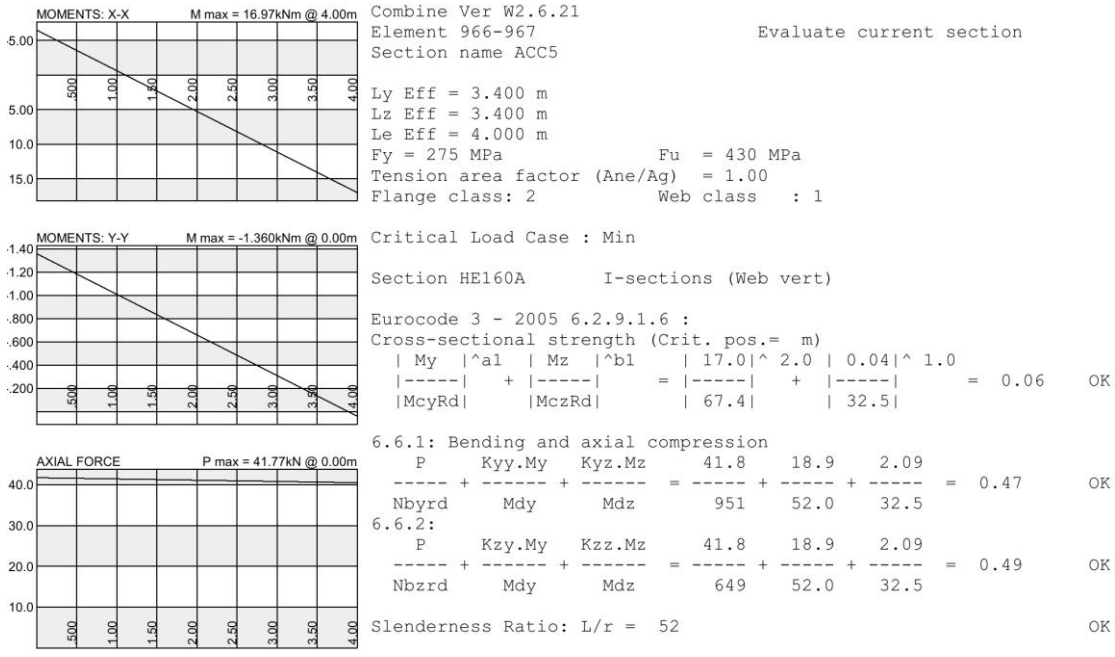 MOMENTS: X-X M max = 16.97kNm @ 4.00m
-5.00
.500 1.00 1.50 2.00 2.50 3.00 3.50 4.00
5.00
10.0
15.0
MOMENTS: Y-Y M max = -1.360kNm @ 0.00m
-1.40
-1.20
-1.00
-.800
-.600
-.400
-.200
.500 1.00 1.50 2.00 2.50 3.00 3.50 4.00
AXIAL FORCE P max = 41.77kN @ 0.00m
40.0
30.0
20.0
10.0
.500 1.00 1.50 2.00 2.50 3.00 3.50 4.00
Combine Ver W2.6.21
Element 966-967 Evaluate current section
Section name ACC5
Ly Eff = 3.400 m
Lz Eff = 3.400 m
Le Eff = 4.000 m
Fy = 275 MPa Fu = 430 MPa
Tension area factor (Ane/Ag) = 1.00
Flange class: 2 Web class : 1
Critical Load Case : Min
Section HE160A I-sections (Web vert)
Eurocode 3 - 2005 6.2.9.1.6 :
Cross-sectional strength (Crit. pos.= m)
| My |^a1 | Mz |^b1 | 17.0|^ 2.0 | 0.04|^ 1.0
|-----| + |-----| = |-----| + |-----| = 0.06 OK
|McyRd| |MczRd| | 67.4| | 32.5|
6.6.1: Bending and axial compression
P Kyy.My Kyz.Mz 41.8 18.9 2.09
----- + ------ + ------ = ----- + ----- + ----- = 0.47 OK
Nbyrd Mdy Mdz 951 52.0 32.5
6.6.2:
P Kzy.My Kzz.Mz 41.8 18.9 2.09
----- + ------ + ------ = ----- + ----- + ----- = 0.49 OK
Nbzrd Mdy Mdz 649 52.0 32.5
Slenderness Ratio: L/r = 52 OK